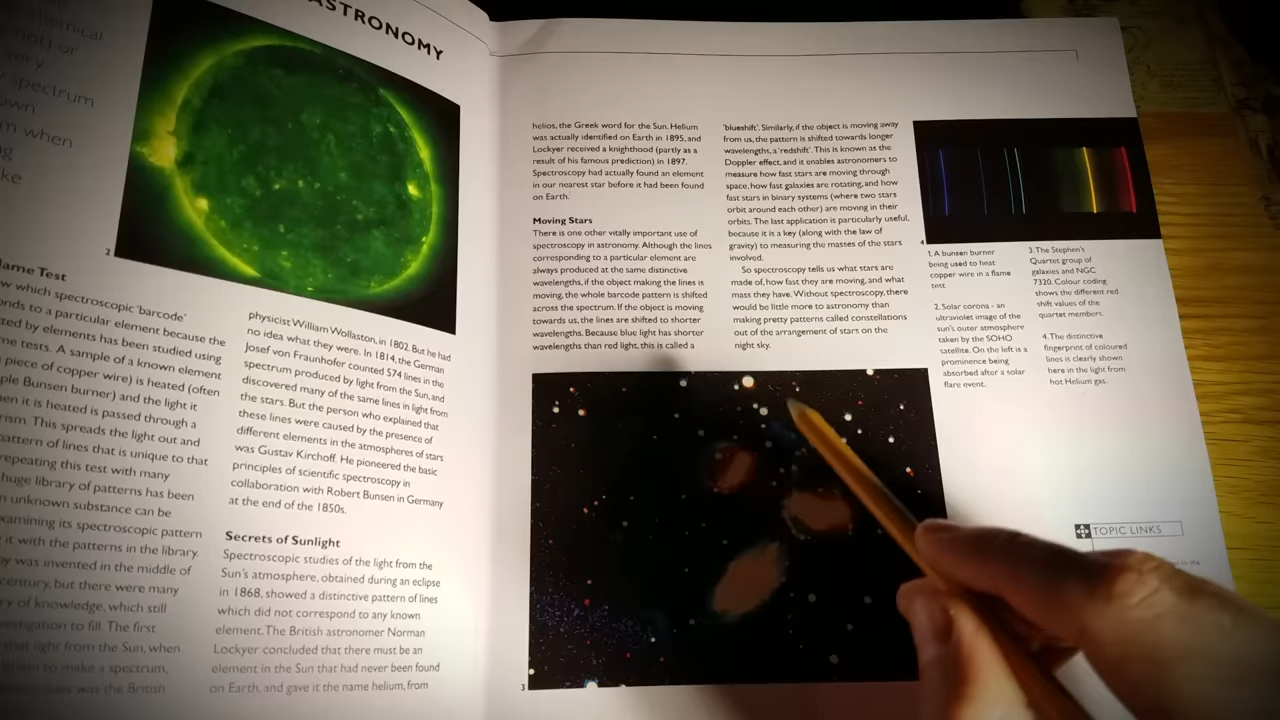 ASTRONOMY
emical
not) or
very
spectrum
own
m when
ke
2
lame Test
w which spectroscopic 'barcode'
onds to a particular element because the
ted by elements has been studied using
me tests. A sample of a known element
piece of copper wire) is heated (often
ple Bunsen burner) and the light it
en it is heated is passed through a
rism. This spreads the light out and
attern of lines that is unique to that
repeating this test with many
huge library of patterns has been
n unknown substance can be
xamining its spectroscopic pattern
it with the patterns in the library.
y was invented in the middle of
century, but there were many
ry of knowledge, which still
vestigation to fill. The first
that light from the Sun, when
to make a spectrum,
was the British
physicist William Wollaston, in 1802. But he had
no idea what they were. In 1814, the German
Josef von Fraunhofer counted 574 lines in the
spectrum produced by light from the Sun, and
discovered many of the same lines in light from
the stars. But the person who explained that
these lines were caused by the presence of
different elements in the atmospheres of stars
was Gustav Kirchoff. He pioneered the basic
principles of scientific spectroscopy in
collaboration with Robert Bunsen in Germany
at the end of the 1850s.
Secrets of Sunlight
Spectroscopic studies of the light from the
Sun's atmosphere, obtained during an eclipse
in 1868, showed a distinctive pattern of lines
which did not correspond to any known
element. The British astronomer Norman
Lockyer concluded that there must be an
element in the Sun that had never been found
on Earth, and gave it the name helium, from
helios, the Greek word for the Sun. Helium
was actually identified on Earth in 1895, and
Lockyer received a knighthood (partly as a
result of his famous prediction) in 1897.
Spectroscopy had actually found an element
in our nearest star before it had been found
on Earth.
Moving Stars
There is one other vitally important use of
spectroscopy in astronomy. Although the lines
corresponding to a particular element are
always produced at the same distinctive
wavelengths, if the object making the lines is
moving, the whole barcode pattern is shifted
across the spectrum. If the object is moving
towards us, the lines are shifted to shorter
wavelengths. Because blue light has shorter
wavelengths than red light, this is called a
'blueshift'. Similarly, if the object is moving away
from us, the pattern is shifted towards longer
wavelengths, a 'redshift'. This is known as the
Doppler effect, and it enables astronomers to
measure how fast stars are moving through
space, how fast galaxies are rotating, and how
fast stars in binary systems (where two stars
orbit around each other) are moving in their
orbits. The last application is particularly useful,
because it is a key (along with the law of
gravity) to measuring the masses of the stars
involved.
So spectroscopy tells us what stars are
made of, how fast they are moving, and what
mass they have. Without spectroscopy, there
would be little more to astronomy than
making pretty patterns called constellations
out of the arrangement of stars on the
night sky.
3
4
1. A bunsen burner
being used to heat
copper wire in a flame
test
2. Solar corona - an
ultraviolet image of the
sun's outer atmosphere
taken by the SOHO
satellite. On the left is a
prominence being
absorbed after a solar
flare event.
3. The Stephen's
Quartet group of
galaxies and NGC
7320. Colour coding
shows the different red
shift values of the
quartet members.
4. The distinctive
fingerprint of coloured
lines is clearly shown
here in the light from
hot Helium gas.
TOPIC LINKS